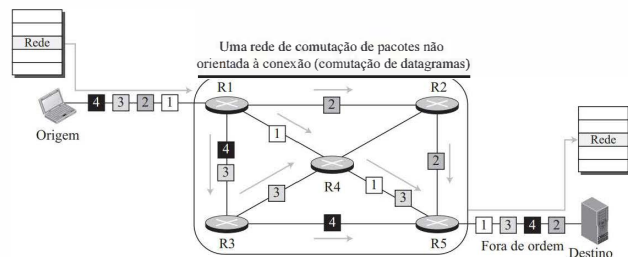 Rede
Uma rede de comutação de pacotes não
orientada à conexão (comutação de datagramas)
R1
R2
4 3 2 1
2
Origem
1
Rede
4
3
2
R4
3
1
3
4
R3
R5
1 3 4 2
Fora de ordem
Destino